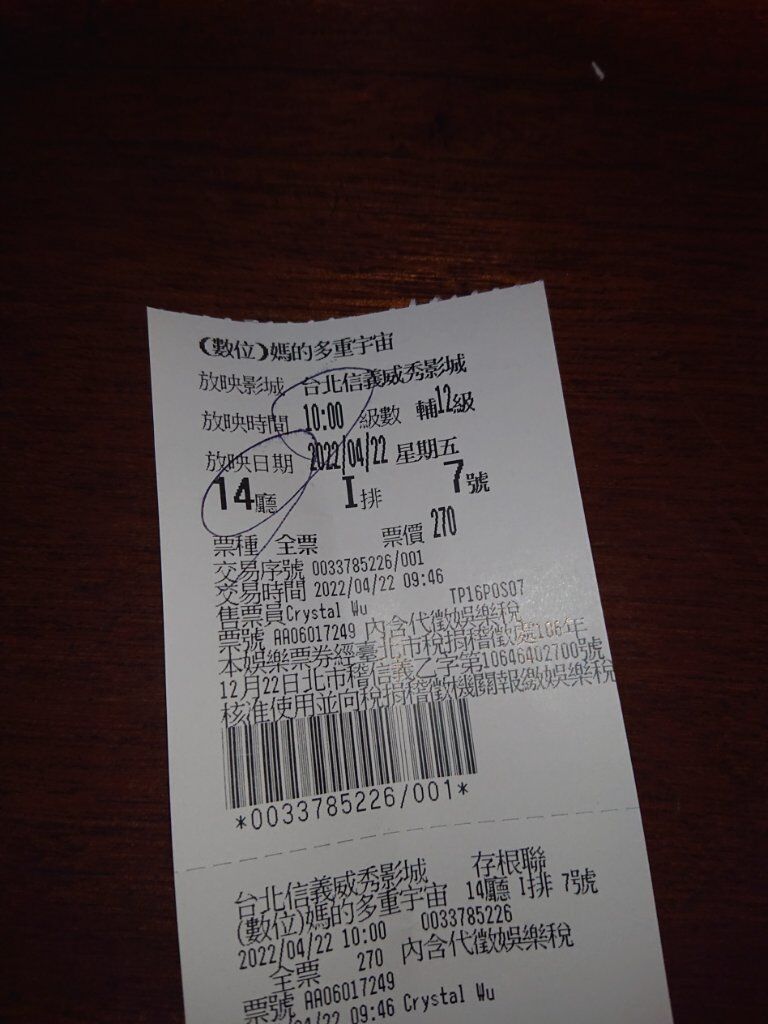 (數位)媽的多重宇宙
放映影城 台北信義威秀影城
放映時間 10:00 級數 輔12級
放映日期 2022/04/22 星期五
14廳 I排 7號
票種 全票 票價 270
交易序號 0033785226/001
交易時間 2022/04/22 09:46
售票員Crystal Wu TP16POS07
票號 AA06017249 內含代徵娛樂稅
本娛樂票券經臺北市稅捐稽徵處106年
12月22日北市稽信義乙字第10646402700號
核准使用並向稅捐稽徵機關報繳娛樂稅
*0033785226/001*
台北信義威秀影城 存根聯
(數位)媽的多重宇宙 14廳 I排 7號
2022/04/22 10:00 0033785226
全票 270 內含代徵娛樂稅
票號 AA06017249
04/22 09:46 Crystal Wu